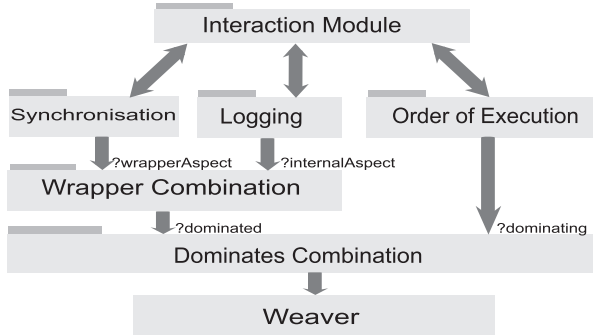 Interaction Module
Synchronisation
Logging
Order of Execution
?wrapperAspect
?internalAspect
Wrapper Combination
?dominated
?dominating
Dominates Combination
Weaver